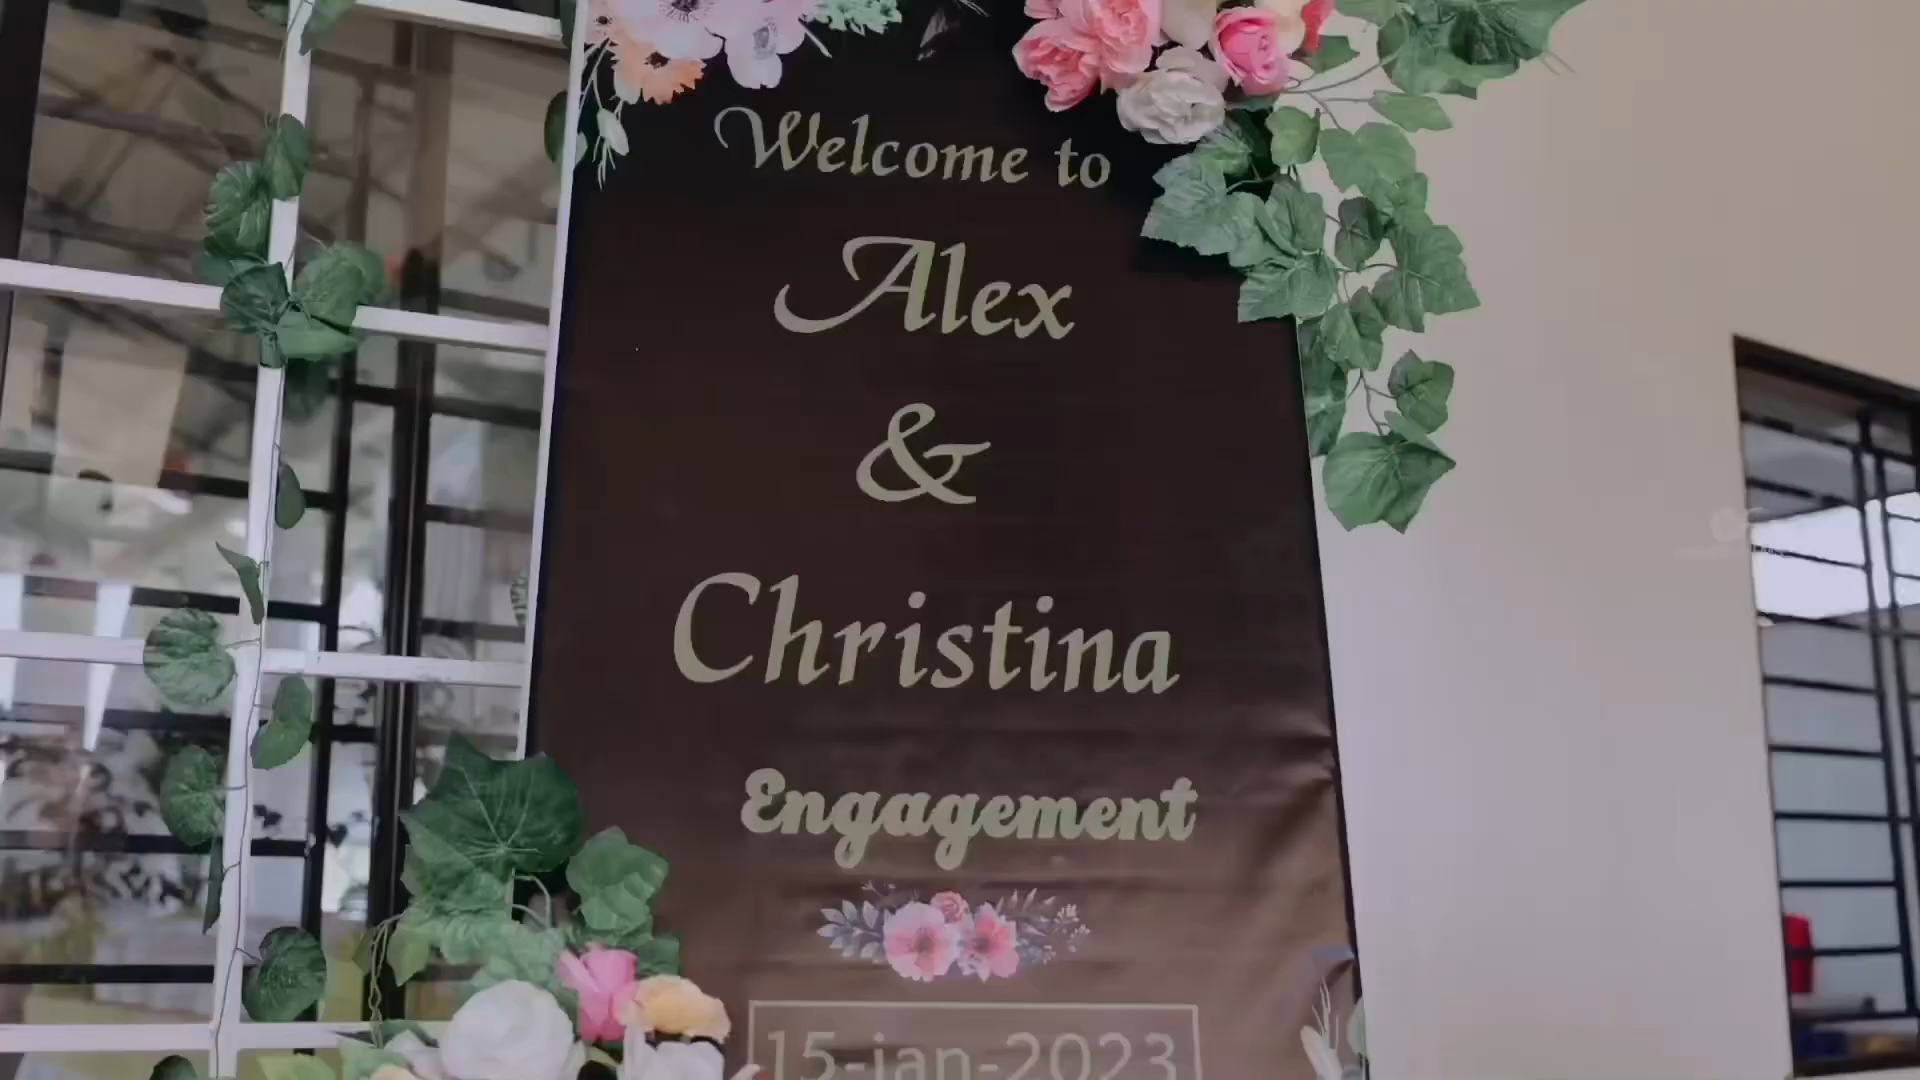 Welcome to
Alex
&
Christina
Engagement
15-jan-2023